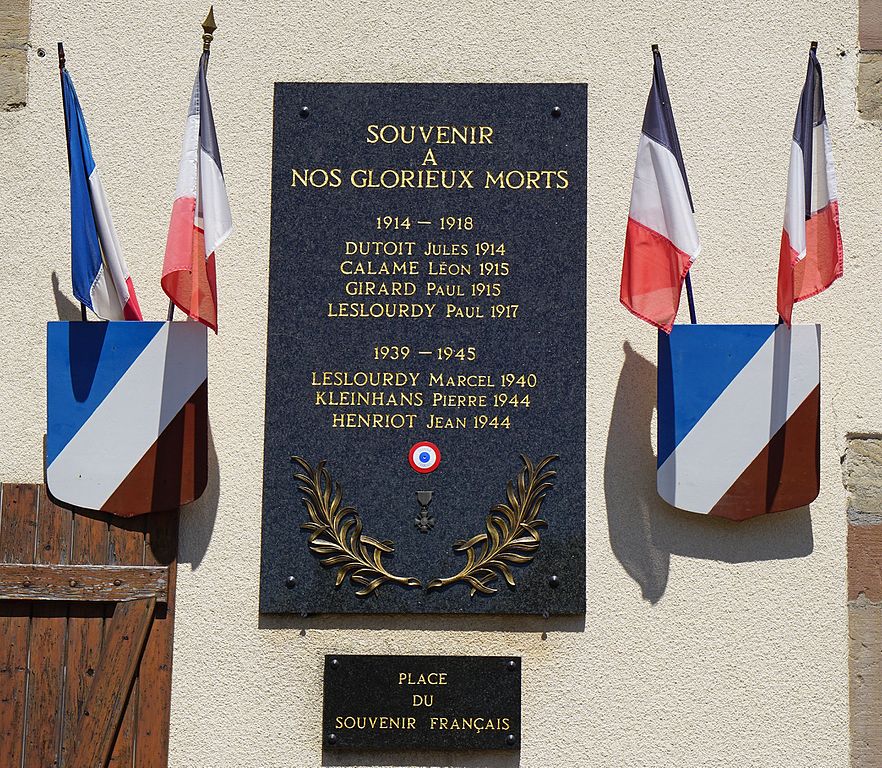 SOUVENIR
A
NOS GLORIEUX MORTS
1914 – 1918
DUTOIT JULES 1914
CALAME LÉON 1915
GIRARD PAUL 1915
LESLOURDY PAUL 1917
1939 – 1945
LESLOURDY MARCEL 1940
KLEINHANS PIERRE 1944
HENRIOT JEAN 1944
PLACE
DU
SOUVENIR FRANÇAIS